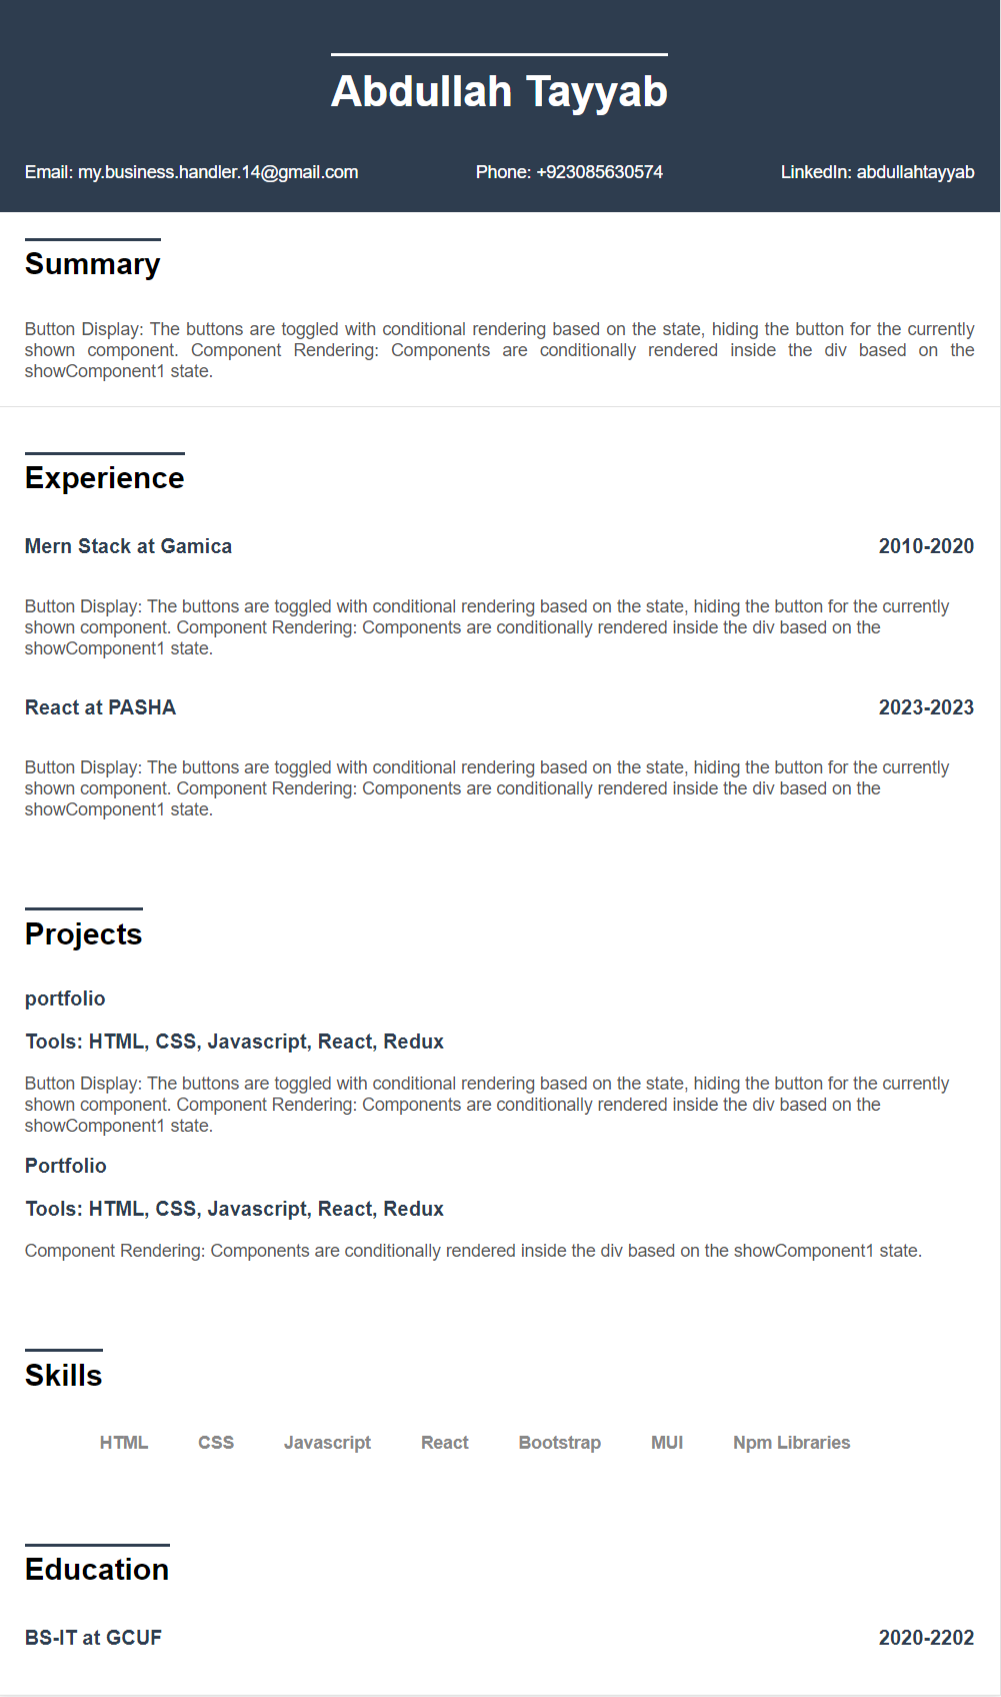 Abdullah Tayyab
Email: my.business.handler.14@gmail.com Phone: +923085630574 LinkedIn: abdullahtayyab
Summary
Button Display: The buttons are toggled with conditional rendering based on the state, hiding the button for the currently
shown component. Component Rendering: Components are conditionally rendered inside the div based on the
showComponent1 state.
Experience
Mern Stack at Gamica 2010-2020
Button Display: The buttons are toggled with conditional rendering based on the state, hiding the button for the currently
shown component. Component Rendering: Components are conditionally rendered inside the div based on the
showComponent1 state.
React at PASHA 2023-2023
Button Display: The buttons are toggled with conditional rendering based on the state, hiding the button for the currently
shown component. Component Rendering: Components are conditionally rendered inside the div based on the
showComponent1 state.
Projects
portfolio
Tools: HTML, CSS, Javascript, React, Redux
Button Display: The buttons are toggled with conditional rendering based on the state, hiding the button for the currently
shown component. Component Rendering: Components are conditionally rendered inside the div based on the
showComponent1 state.
Portfolio
Tools: HTML, CSS, Javascript, React, Redux
Component Rendering: Components are conditionally rendered inside the div based on the showComponent1 state.
Skills
HTML CSS Javascript React Bootstrap MUI Npm Libraries
Education
BS-IT at GCUF 2020-2202